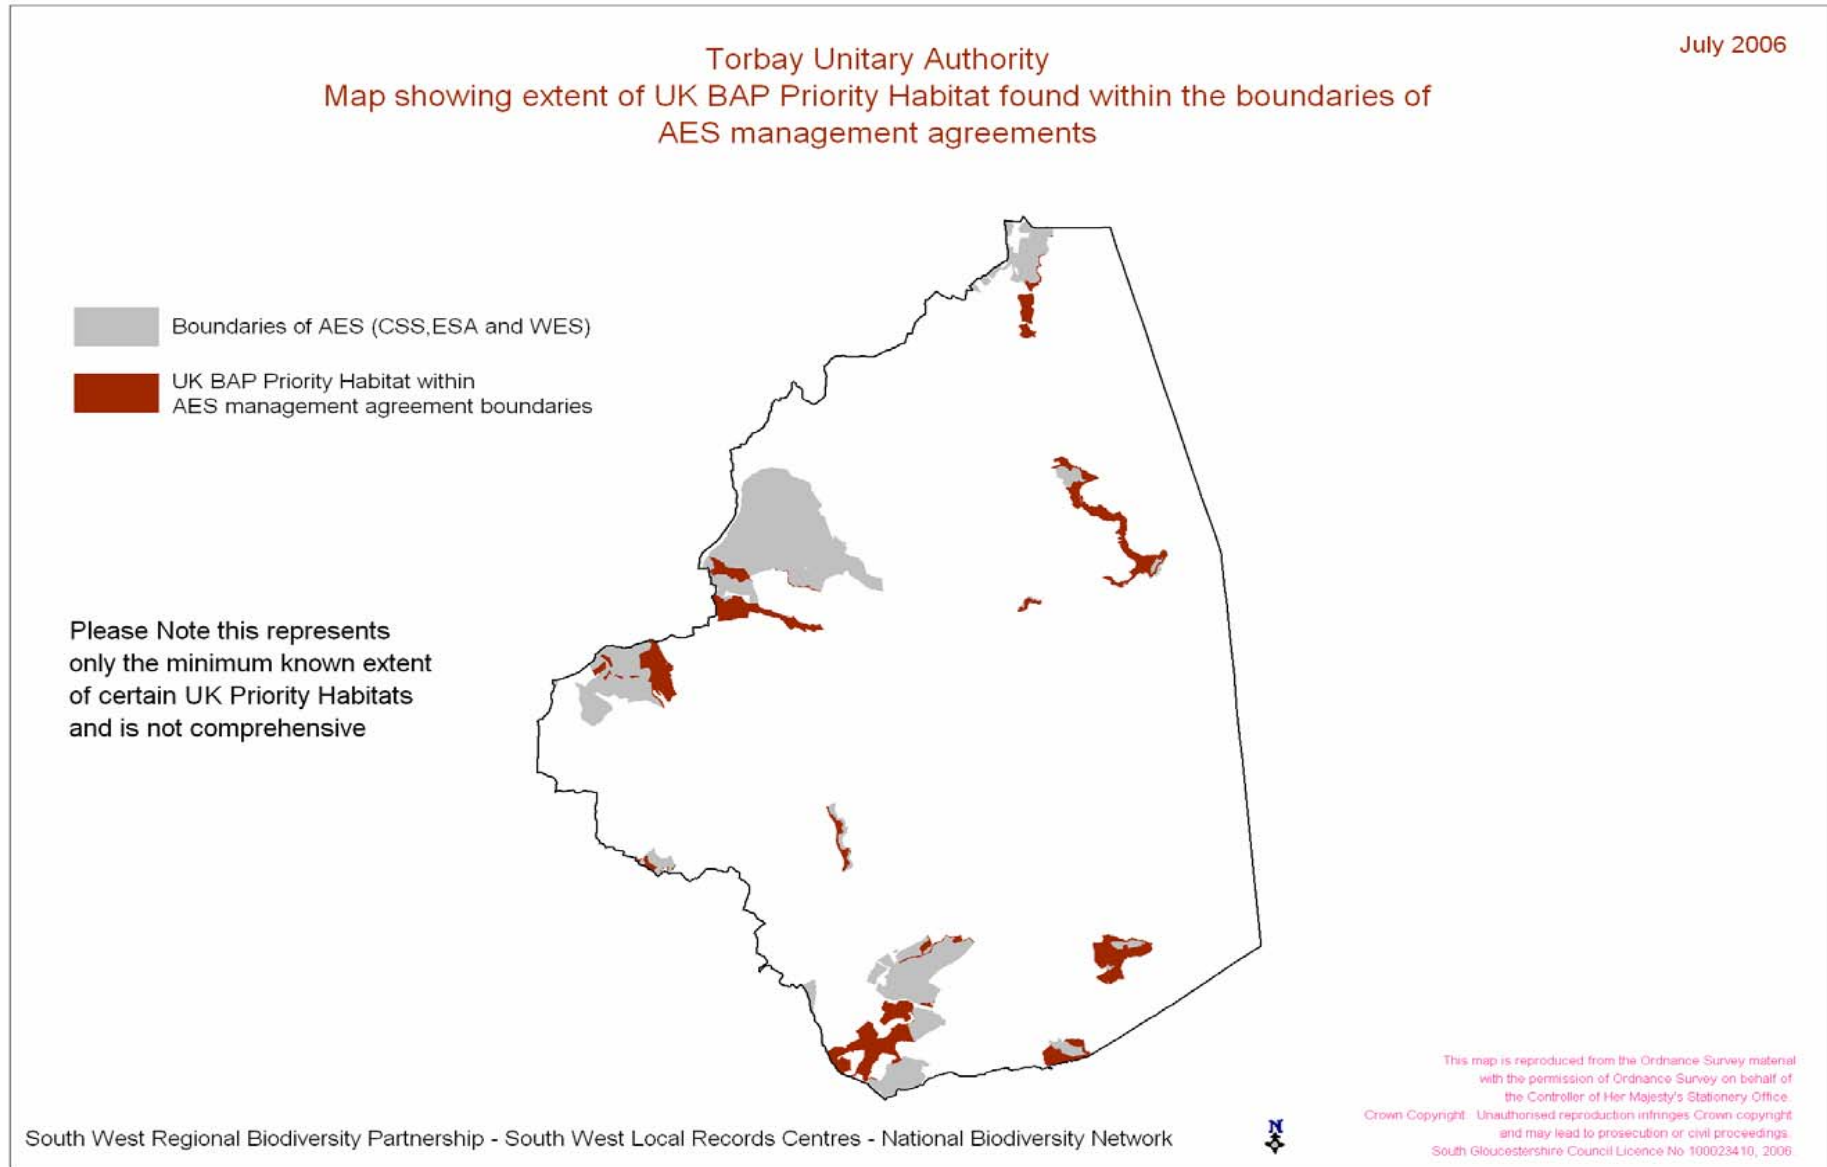 July 2006
Torbay Unitary Authority
Map showing extent of UK BAP Priority Habitat found within the boundaries of
AES management agreements
Boundaries of AES (CSS,ESA and WES)
UK BAP Priority Habitat within
AES management agreement boundaries
Please Note this represents
only the minimum known extent
of certain UK Priority Habitats
and is not comprehensive
This map is reproduced from the Ordnance Survey material
with the permission of Ordnance Survey on behalf of
the Controller of Her Majesty's Stationery Office.
Crown Copyright. Unauthorised reproduction infringes Crown copyright
and may lead to prosecution or civil proceedings.
South Gloucestershire Council Licence No 100023410, 2006.
South West Regional Biodiversity Partnership - South West Local Records Centres - National Biodiversity Network
N